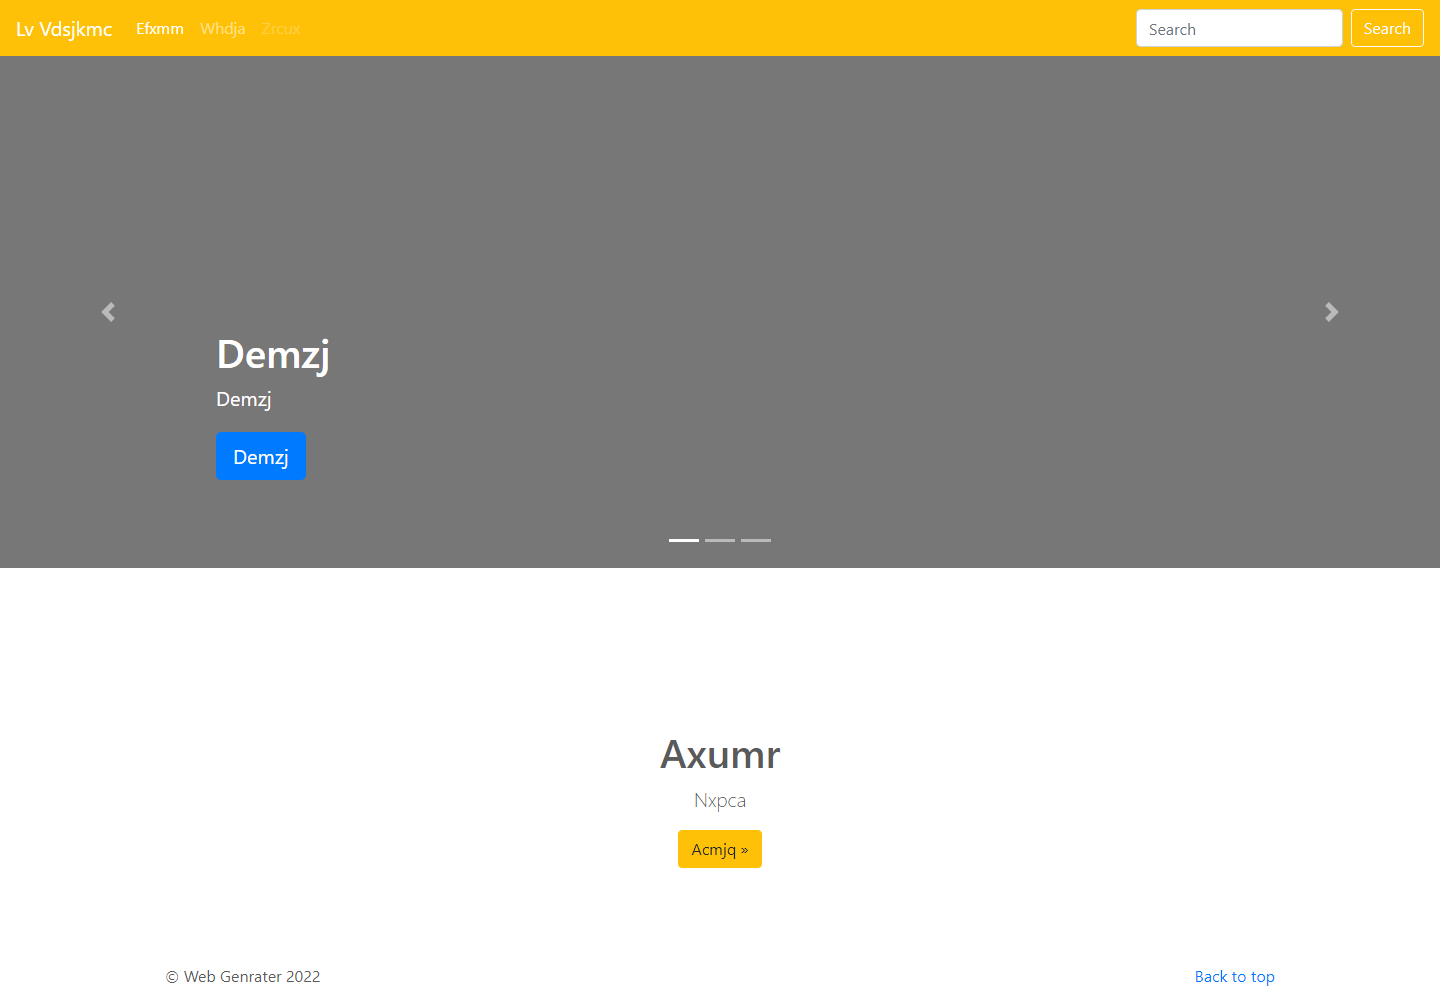 Lv Vdsjkmc Efxmm Whdja Zrcux Search Search
Demzj
Demzj
Demzj
Axumr
Nxpca
Acmjq »
© Web Genrater 2022 Back to top